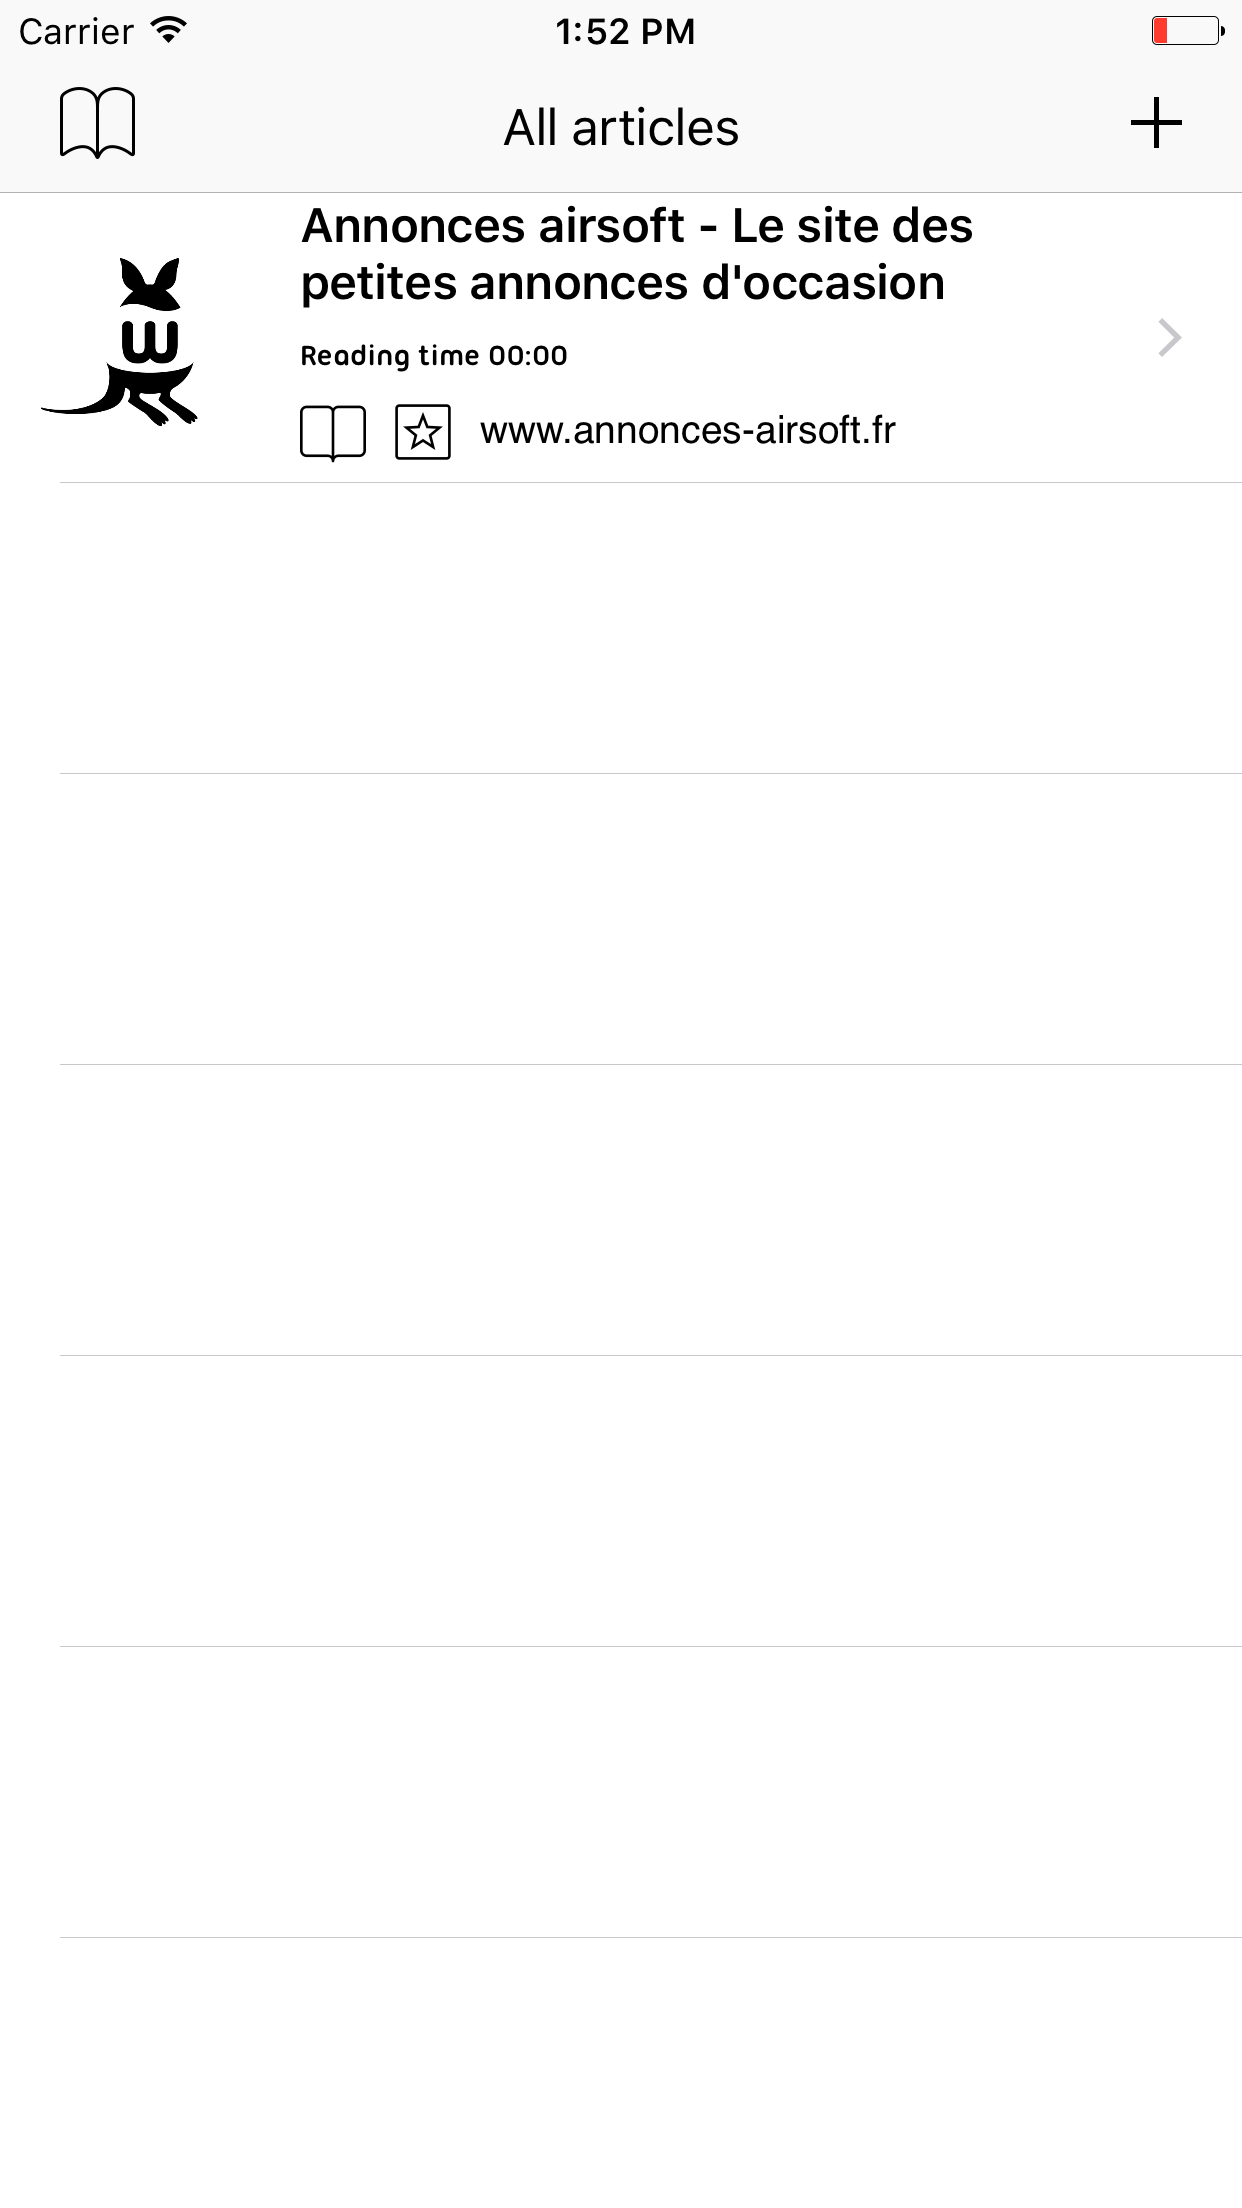 Carrier 1:52 PM
All articles
Annonces airsoft - Le site des
petites annonces d'occasion
w
Reading time 00:00
www.annonces-airsoft.fr